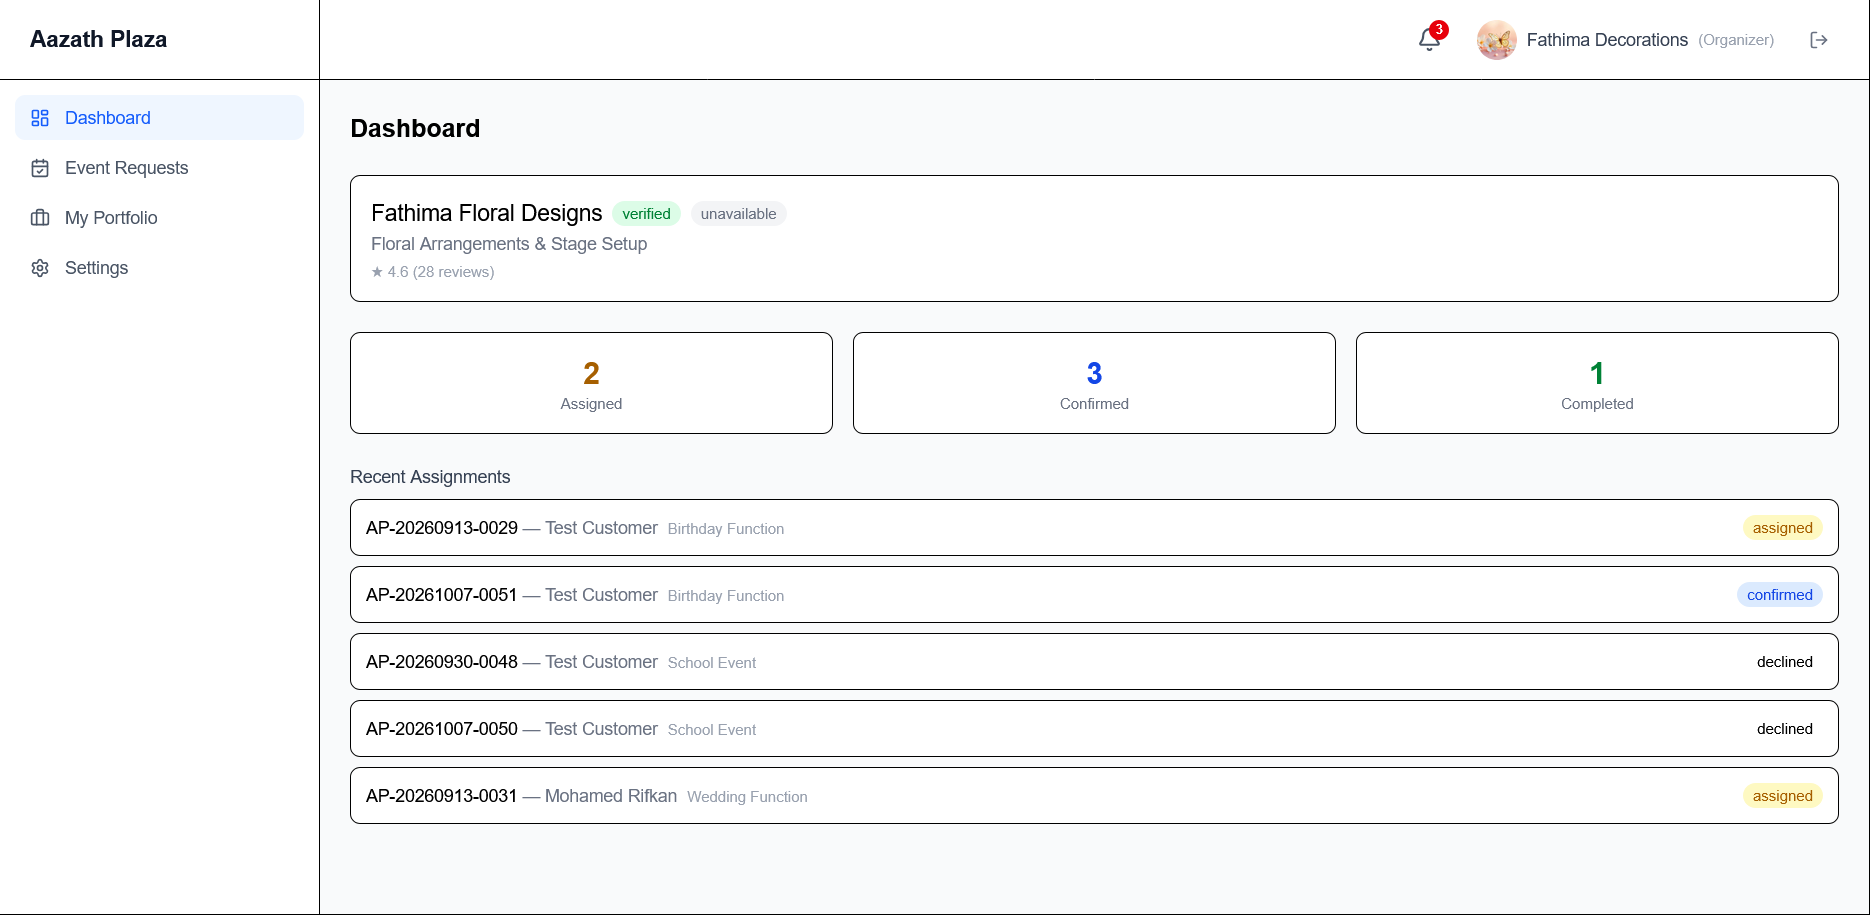 Aazath Plaza
3
Fathima Decorations (Organizer)
Dashboard
Event Requests
My Portfolio
Settings
Dashboard
Fathima Floral Designs verified unavailable
Floral Arrangements & Stage Setup
★ 4.6 (28 reviews)
2
Assigned
3
Confirmed
1
Completed
Recent Assignments
AP-20260913-0029 — Test Customer Birthday Function assigned
AP-20261007-0051 — Test Customer Birthday Function confirmed
AP-20260930-0048 — Test Customer School Event declined
AP-20261007-0050 — Test Customer School Event declined
AP-20260913-0031 — Mohamed Rifkan Wedding Function assigned